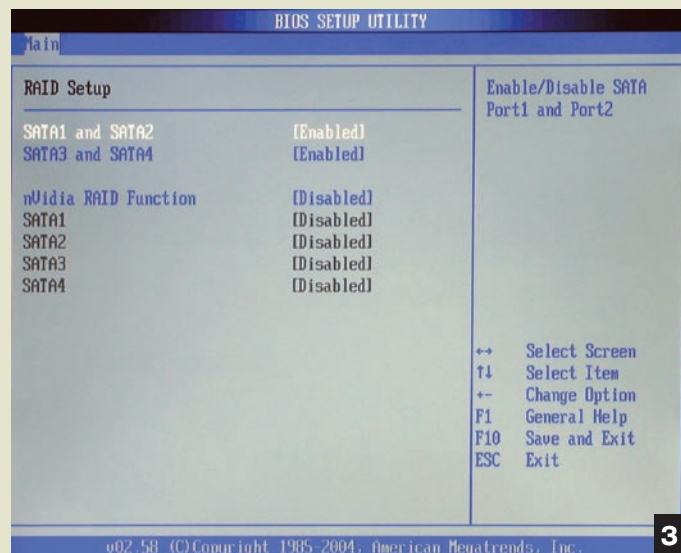 BIOS SETUP UTILITY
Main
RAID Setup
SATA1 and SATA2 [Enabled]
SATA3 and SATA4 [Enabled]
nVidia RAID Function [Disabled]
SATA1 [Disabled]
SATA2 [Disabled]
SATA3 [Disabled]
SATA4 [Disabled]
Enable/Disable SATA
Port1 and Port2
↔ Select Screen
↑↓ Select Item
+- Change Option
F1 General Help
F10 Save and Exit
ESC Exit
v02.58 (C)Copyright 1985-2004, American Megatrends, Inc.
3